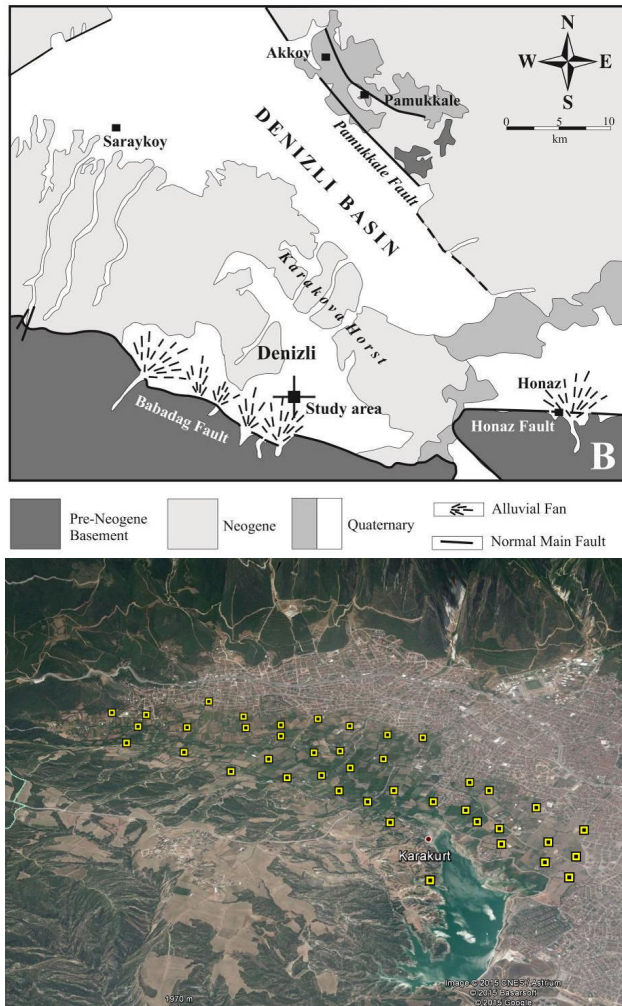 N
W E
S
0 5 10
km
Akkoy
Pamukkale
Saraykoy
DENIZLI BASIN
Pamukkale Fault
Karakova Horst
Denizli
Study area
Babadag Fault
Honaz
Honaz Fault
B
Pre-Neogene
Basement
Neogene
Quaternary
Alluvial Fan
Normal Main Fault
Karakurt
1970 m
Image © 2015 CNES / Astrium
© 2015 Basarsoft
© 2015 Google